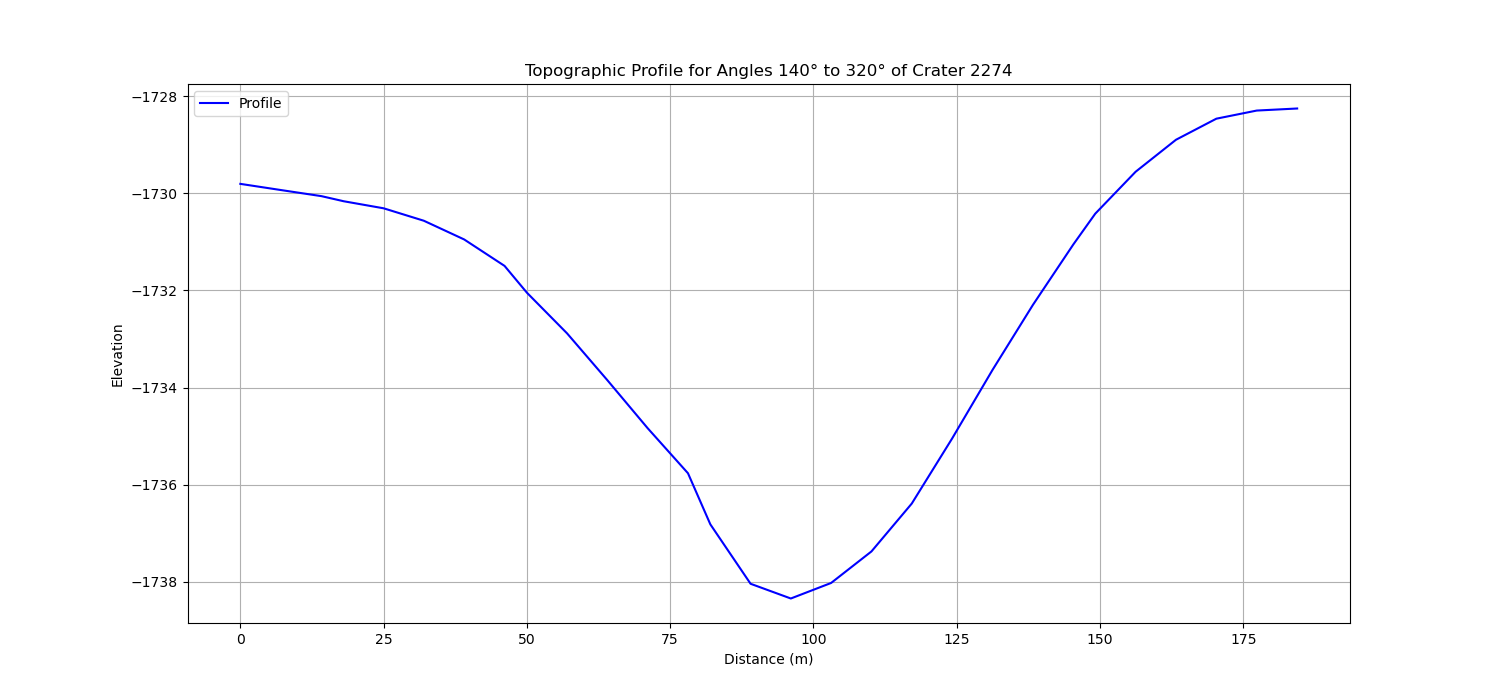 Topographic Profile for Angles 140° to 320° of Crater 2274
Profile
−1728
−1730
−1732
−1734
−1736
−1738
Elevation
0 25 50 75 100 125 150 175
Distance (m)